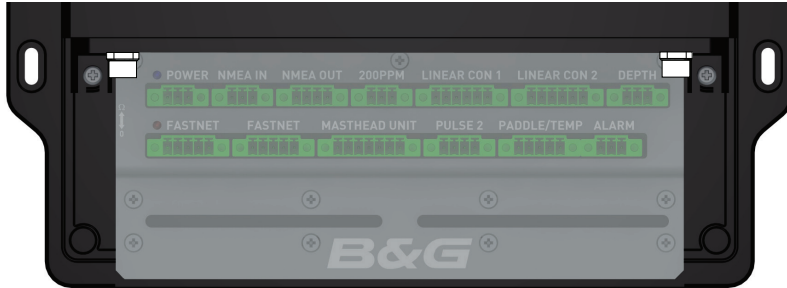 POWER NMEA IN NMEA OUT 200PPM LINEAR CON 1 LINEAR CON 2 DEPTH
FASTNET FASTNET MASTHEAD UNIT PULSE 2 PADDLE/TEMP ALARM
B&G